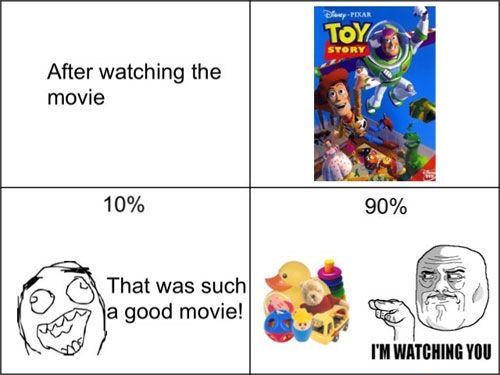 After watching the
movie
Disney · PIXAR
TOY
STORY
10%
90%
That was such
a good movie!
I'M WATCHING YOU